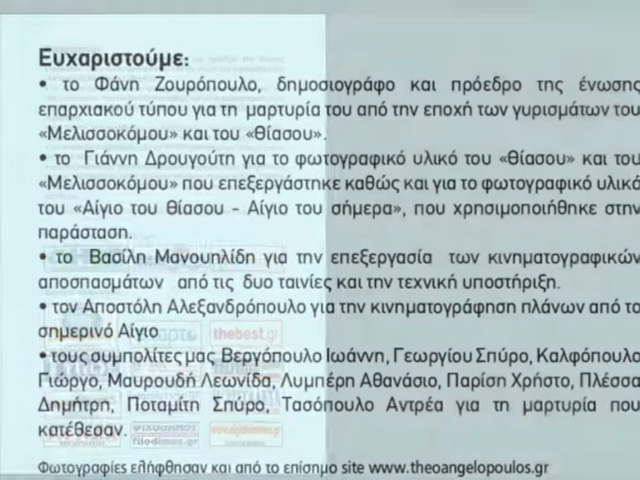 Ευχαριστούμε:
• το Φάνη Ζουρόπουλο, δημοσιογράφο και πρόεδρο της ένωσης
επαρχιακού τύπου για τη μαρτυρία του από την εποχή των γυρισμάτων του
«Μελισσοκόμου» και του «Θίασου».
• το Γιάννη Δρουγούτη για το φωτογραφικό υλικό του «Θίασου» και του
«Μελισσοκόμου» που επεξεργάστηκε καθώς και για το φωτογραφικό υλικό
του «Αίγιο του Θίασου - Αίγιο του σήμερα», που χρησιμοποιήθηκε στην
παράσταση.
• το Βασίλη Μανουηλίδη για την επεξεργασία των κινηματογραφικών
αποσπασμάτων από τις δυο ταινίες και την τεχνική υποστήριξη.
• τον Αποστόλη Αλεξανδρόπουλο για την κινηματογράφηση πλάνων από το
σημερινό Αίγιο
• τους συμπολίτες μας Βεργόπουλο Ιωάννη, Γεωργίου Σπύρο, Καλφόπουλο
Γιώργο, Μαυρουδή Λεωνίδα, Λυμπέρη Αθανάσιο, Παρίση Χρήστο, Πλέσσα
Δημήτρη, Ποταμίτη Σπύρο, Τασόπουλο Αντρέα για τη μαρτυρία που
κατέθεσαν.
thebest.gr
filodimos.gr
Φωτογραφίες ελήφθησαν και από το επίσημο site www.theoangelopoulos.gr